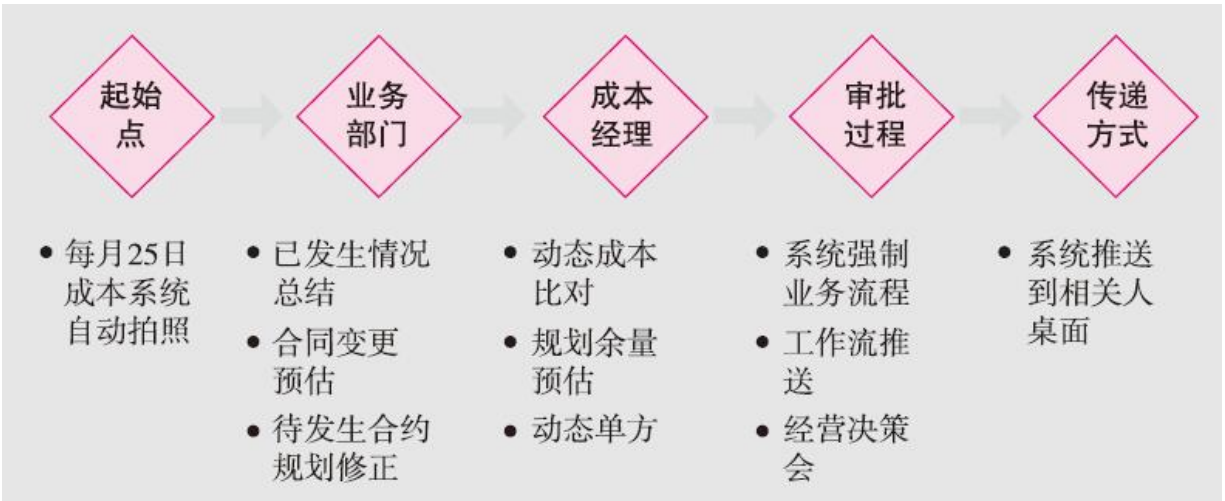 起始
点
业务
部门
成本
经理
审批
过程
传递
方式
• 每月25日
成本系统
自动拍照
• 已发生情况
总结
• 合同变更
预估
• 待发生合约
规划修正
• 动态成本
比对
• 规划余量
预估
• 动态单方
• 系统强制
业务流程
• 工作流推
送
• 经营决策
会
• 系统推送
到相关人
桌面